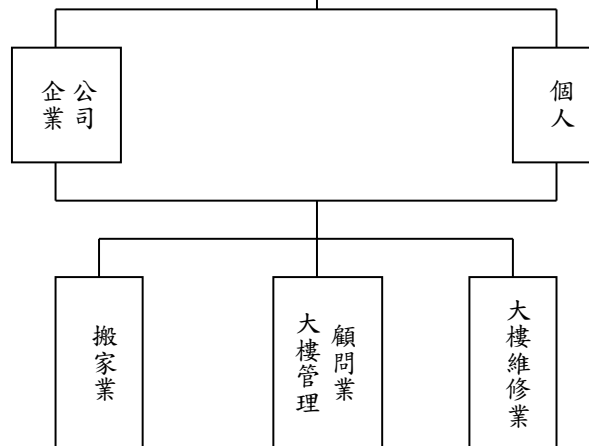 企業
公司
個人
搬家業
大樓管理
顧問業
大樓維修業